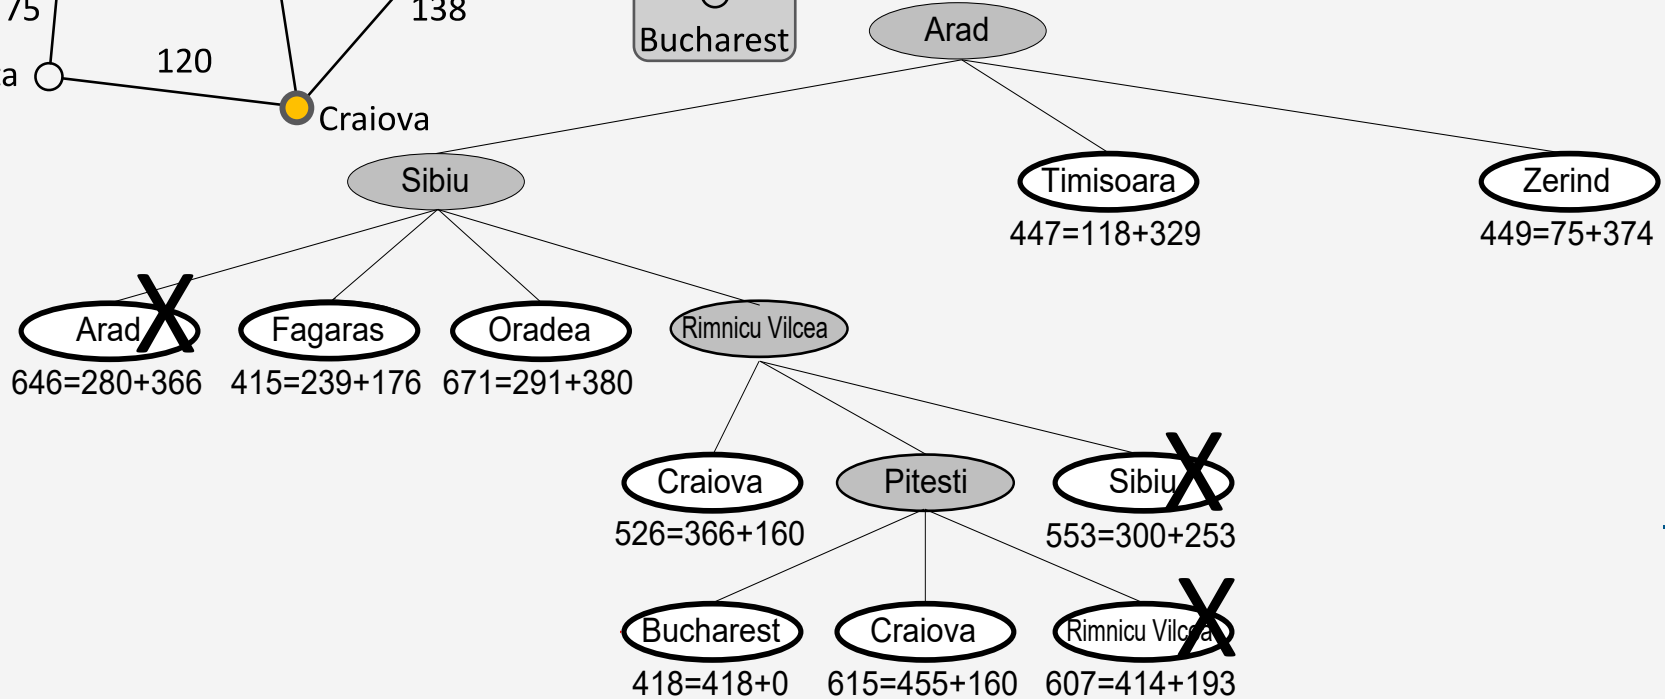 75
138
Bucharest
Arad
120
Craiova
Sibiu
Timisoara
Zerind
447=118+329
449=75+374
Arad
X
Fagaras
Oradea
Rimnicu Vilcea
646=280+366
415=239+176
671=291+380
Craiova
Pitesti
Sibiu
X
526=366+160
553=300+253
Bucharest
Craiova
Rimnicu Vilcea
X
418=418+0
615=455+160
607=414+193